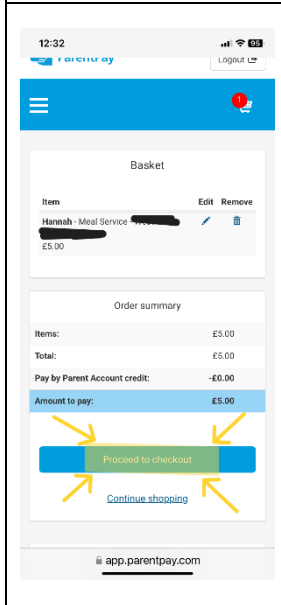 12:32
95
ParentPay
Logout
1
Basket
Item Edit Remove
Hannah - Meal Service -
£5.00
Order summary
Items: £5.00
Total: £5.00
Pay by Parent Account credit: -£0.00
Amount to pay: £5.00
Proceed to checkout
Continue shopping
app.parentpay.com